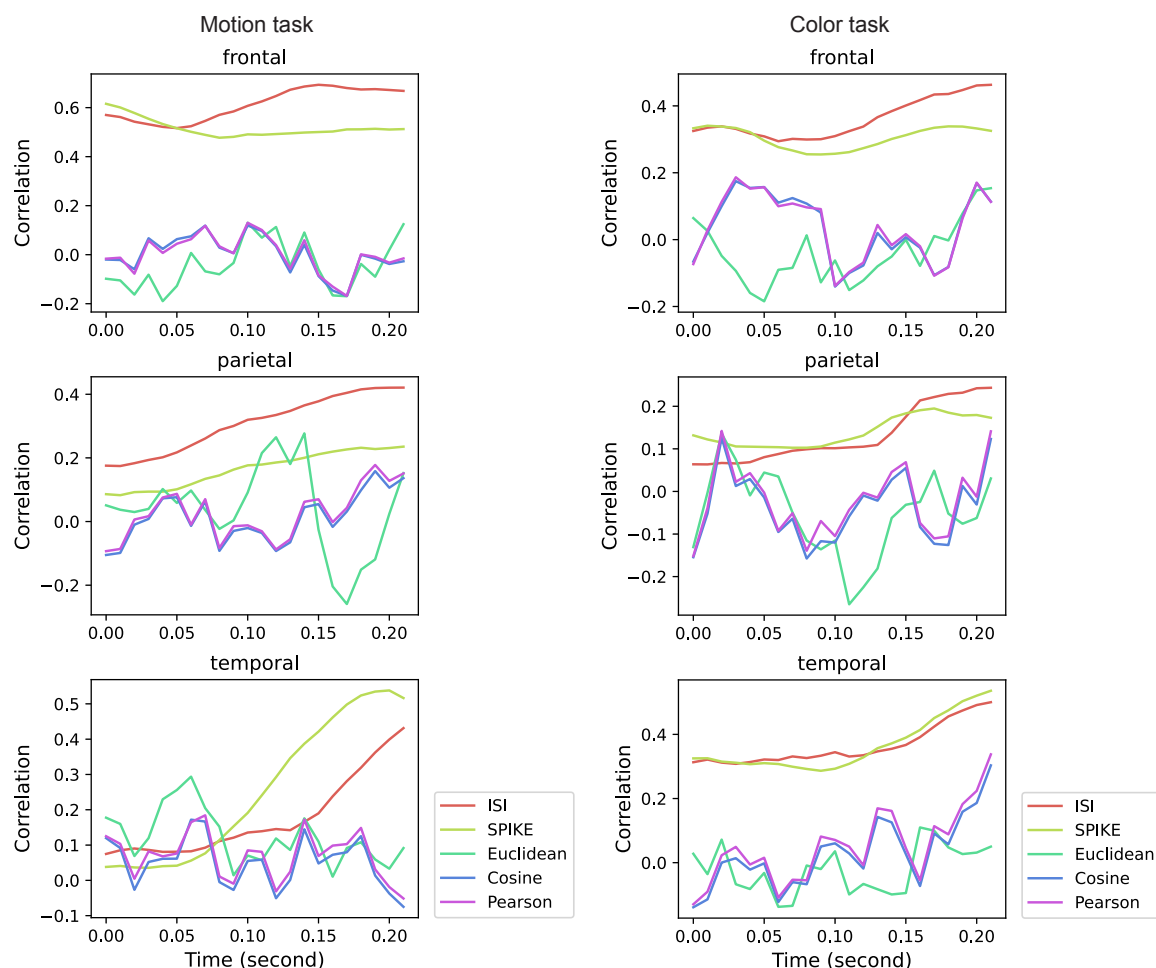 Motion task
frontal
Correlation
0.6
0.4
0.2
0.0
−0.2
0.00 0.05 0.10 0.15 0.20
parietal
Correlation
0.4
0.2
0.0
−0.2
0.00 0.05 0.10 0.15 0.20
temporal
Correlation
0.5
0.4
0.3
0.2
0.1
0.0
−0.1
0.00 0.05 0.10 0.15 0.20
Time (second)
ISI
SPIKE
Euclidean
Cosine
Pearson
Color task
frontal
Correlation
0.4
0.2
0.0
−0.2
0.00 0.05 0.10 0.15 0.20
parietal
Correlation
0.2
0.1
0.0
−0.1
−0.2
0.00 0.05 0.10 0.15 0.20
temporal
Correlation
0.4
0.2
0.0
0.00 0.05 0.10 0.15 0.20
Time (second)
ISI
SPIKE
Euclidean
Cosine
Pearson